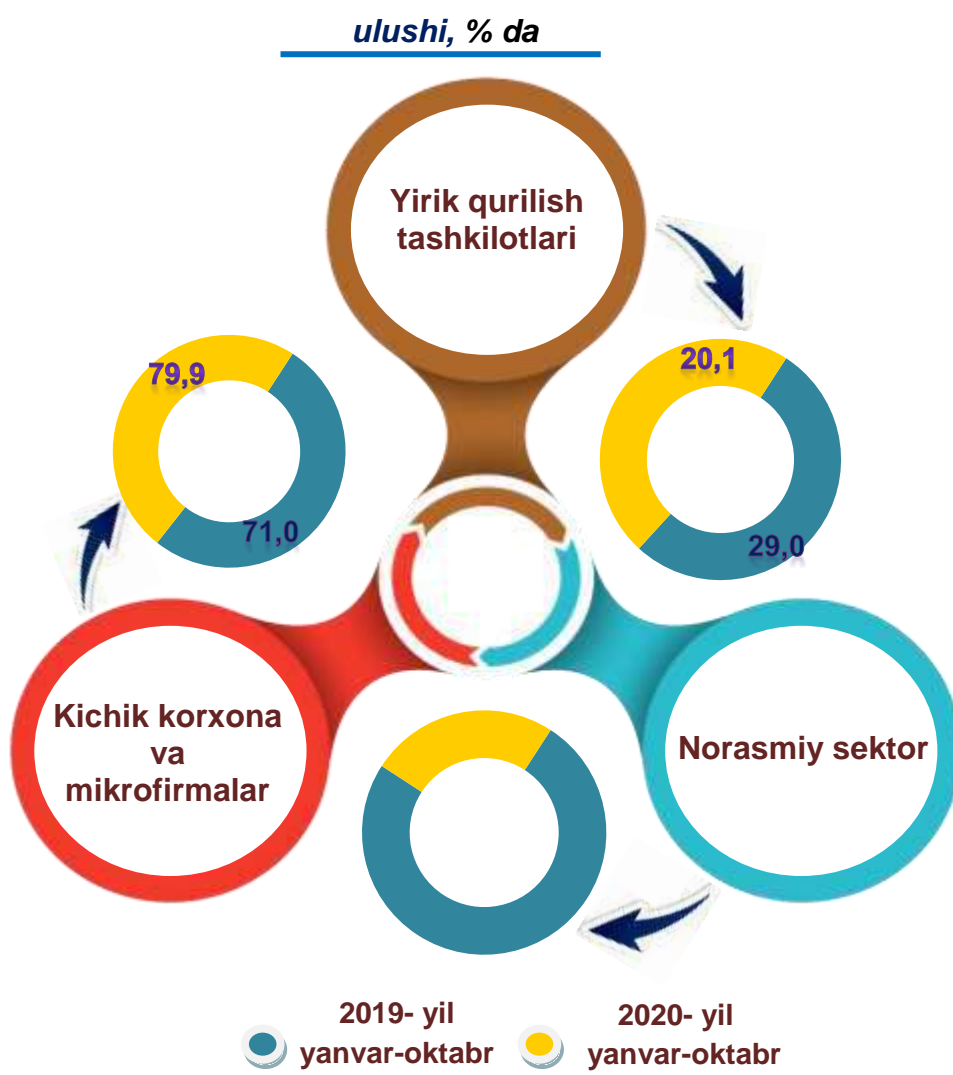 ulushi, % da
Yirik qurilish
tashkilotlari
79,9
71,0
20,1
29,0
Kichik korxona
va
mikrofirmalar
Norasmiy sektor
2019- yil
yanvar-oktabr
2020- yil
yanvar-oktabr